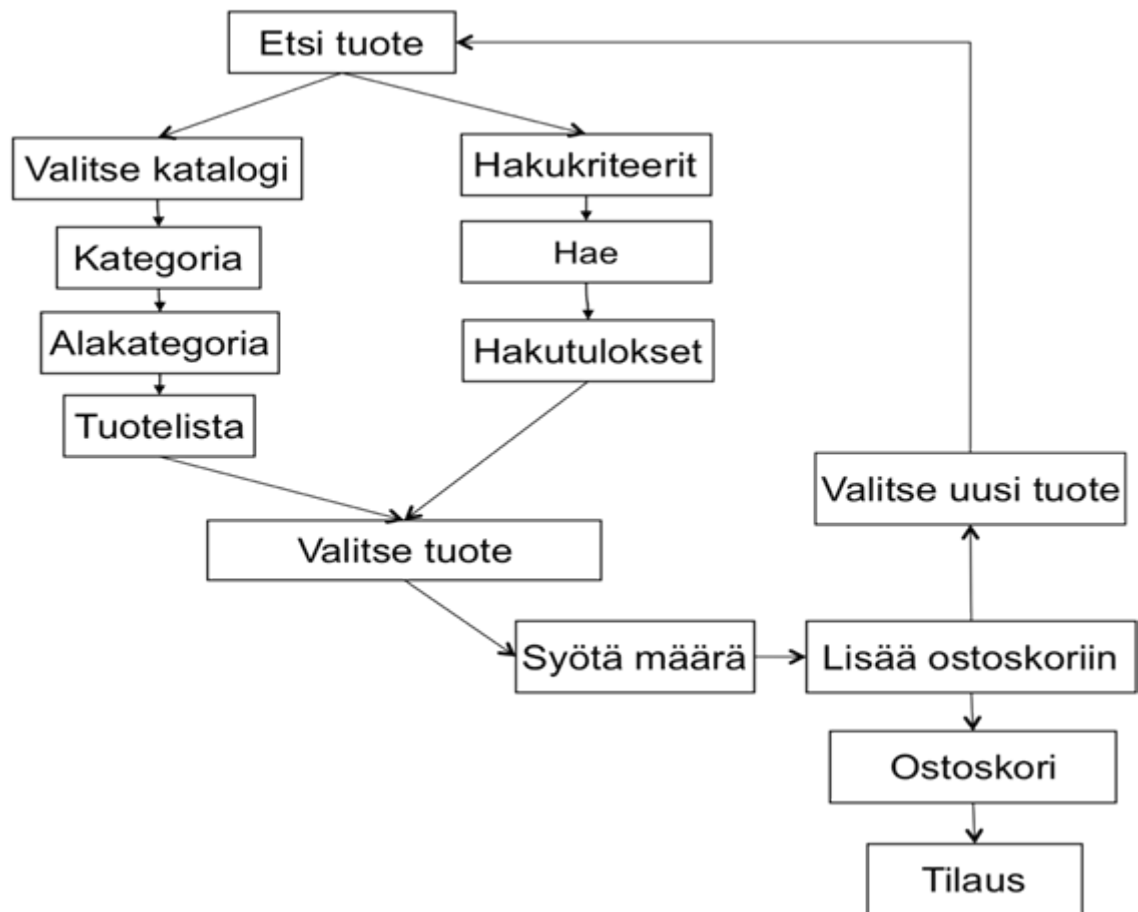 Etsi tuote
Valitse katalogi
Kategoria
Alakategoria
Tuotelista
Hakukriteerit
Hae
Hakutulokset
Valitse tuote
Syötä määrä
Lisää ostoskoriin
Valitse uusi tuote
Ostoskori
Tilaus